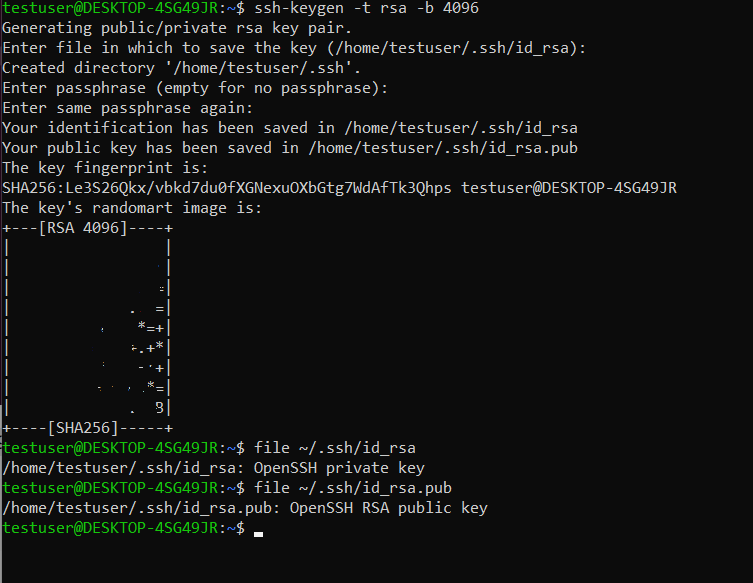 testuser@DESKTOP-4SG49JR:~$ ssh-keygen -t rsa -b 4096
Generating public/private rsa key pair.
Enter file in which to save the key (/home/testuser/.ssh/id_rsa):
Created directory '/home/testuser/.ssh'.
Enter passphrase (empty for no passphrase):
Enter same passphrase again:
Your identification has been saved in /home/testuser/.ssh/id_rsa
Your public key has been saved in /home/testuser/.ssh/id_rsa.pub
The key fingerprint is:
SHA256:Le3S26Qkx/vbkd7du0fXGNexuOXbGtg7WdAfTk3Qhps testuser@DESKTOP-4SG49JR
The key's randomart image is:
+---[RSA 4096]----+
|                 |
|                 |
|                 |
|             .  =|
|              *=+|
|              .+*|
|                +|
|               *=|
|             .   |
+----[SHA256]-----+
testuser@DESKTOP-4SG49JR:~$ file ~/.ssh/id_rsa
/home/testuser/.ssh/id_rsa: OpenSSH private key
testuser@DESKTOP-4SG49JR:~$ file ~/.ssh/id_rsa.pub
/home/testuser/.ssh/id_rsa.pub: OpenSSH RSA public key
testuser@DESKTOP-4SG49JR:~$